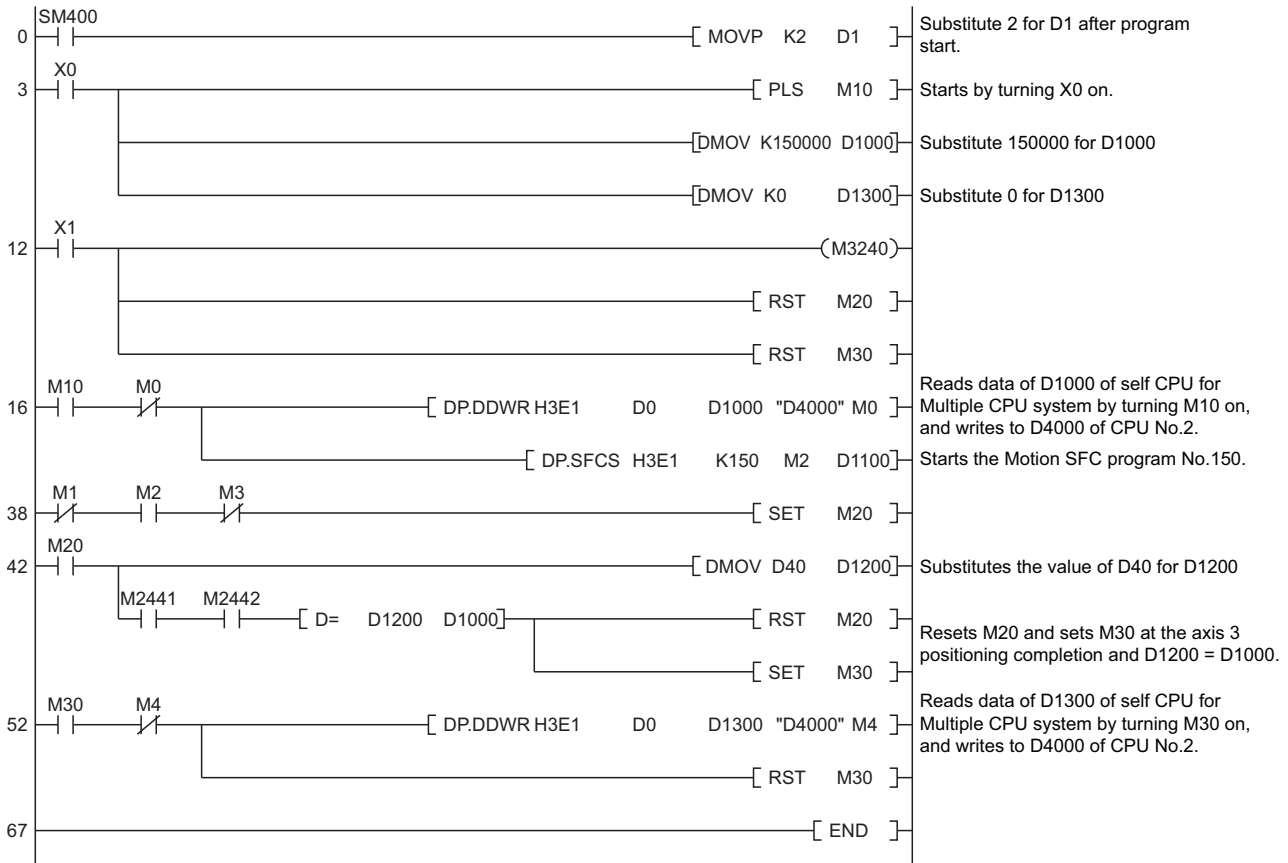 SM400
0 MOVP K2 D1 Substitute 2 for D1 after program
start.
X0
3 PLS M10 Starts by turning X0 on.
DMOV K150000 D1000 Substitute 150000 for D1000
DMOV K0 D1300 Substitute 0 for D1300
X1
12 M3240
RST M20
RST M30
M10 M0
16 DP.DDWR H3E1 D0 D1000 "D4000" M0
Reads data of D1000 of self CPU for
Multiple CPU system by turning M10 on,
and writes to D4000 of CPU No.2.
DP.SFCS H3E1 K150 M2 D1100 Starts the Motion SFC program No.150.
M1 M2 M3
38 SET M20
M20
42 DMOV D40 D1200 Substitutes the value of D40 for D1200
M2441 M2442
D= D1200 D1000 RST M20
Resets M20 and sets M30 at the axis 3
positioning completion and D1200 = D1000.
SET M30
M30 M4
52 DP.DDWR H3E1 D0 D1300 "D4000" M4
Reads data of D1300 of self CPU for
Multiple CPU system by turning M30 on,
and writes to D4000 of CPU No.2.
RST M30
67 END